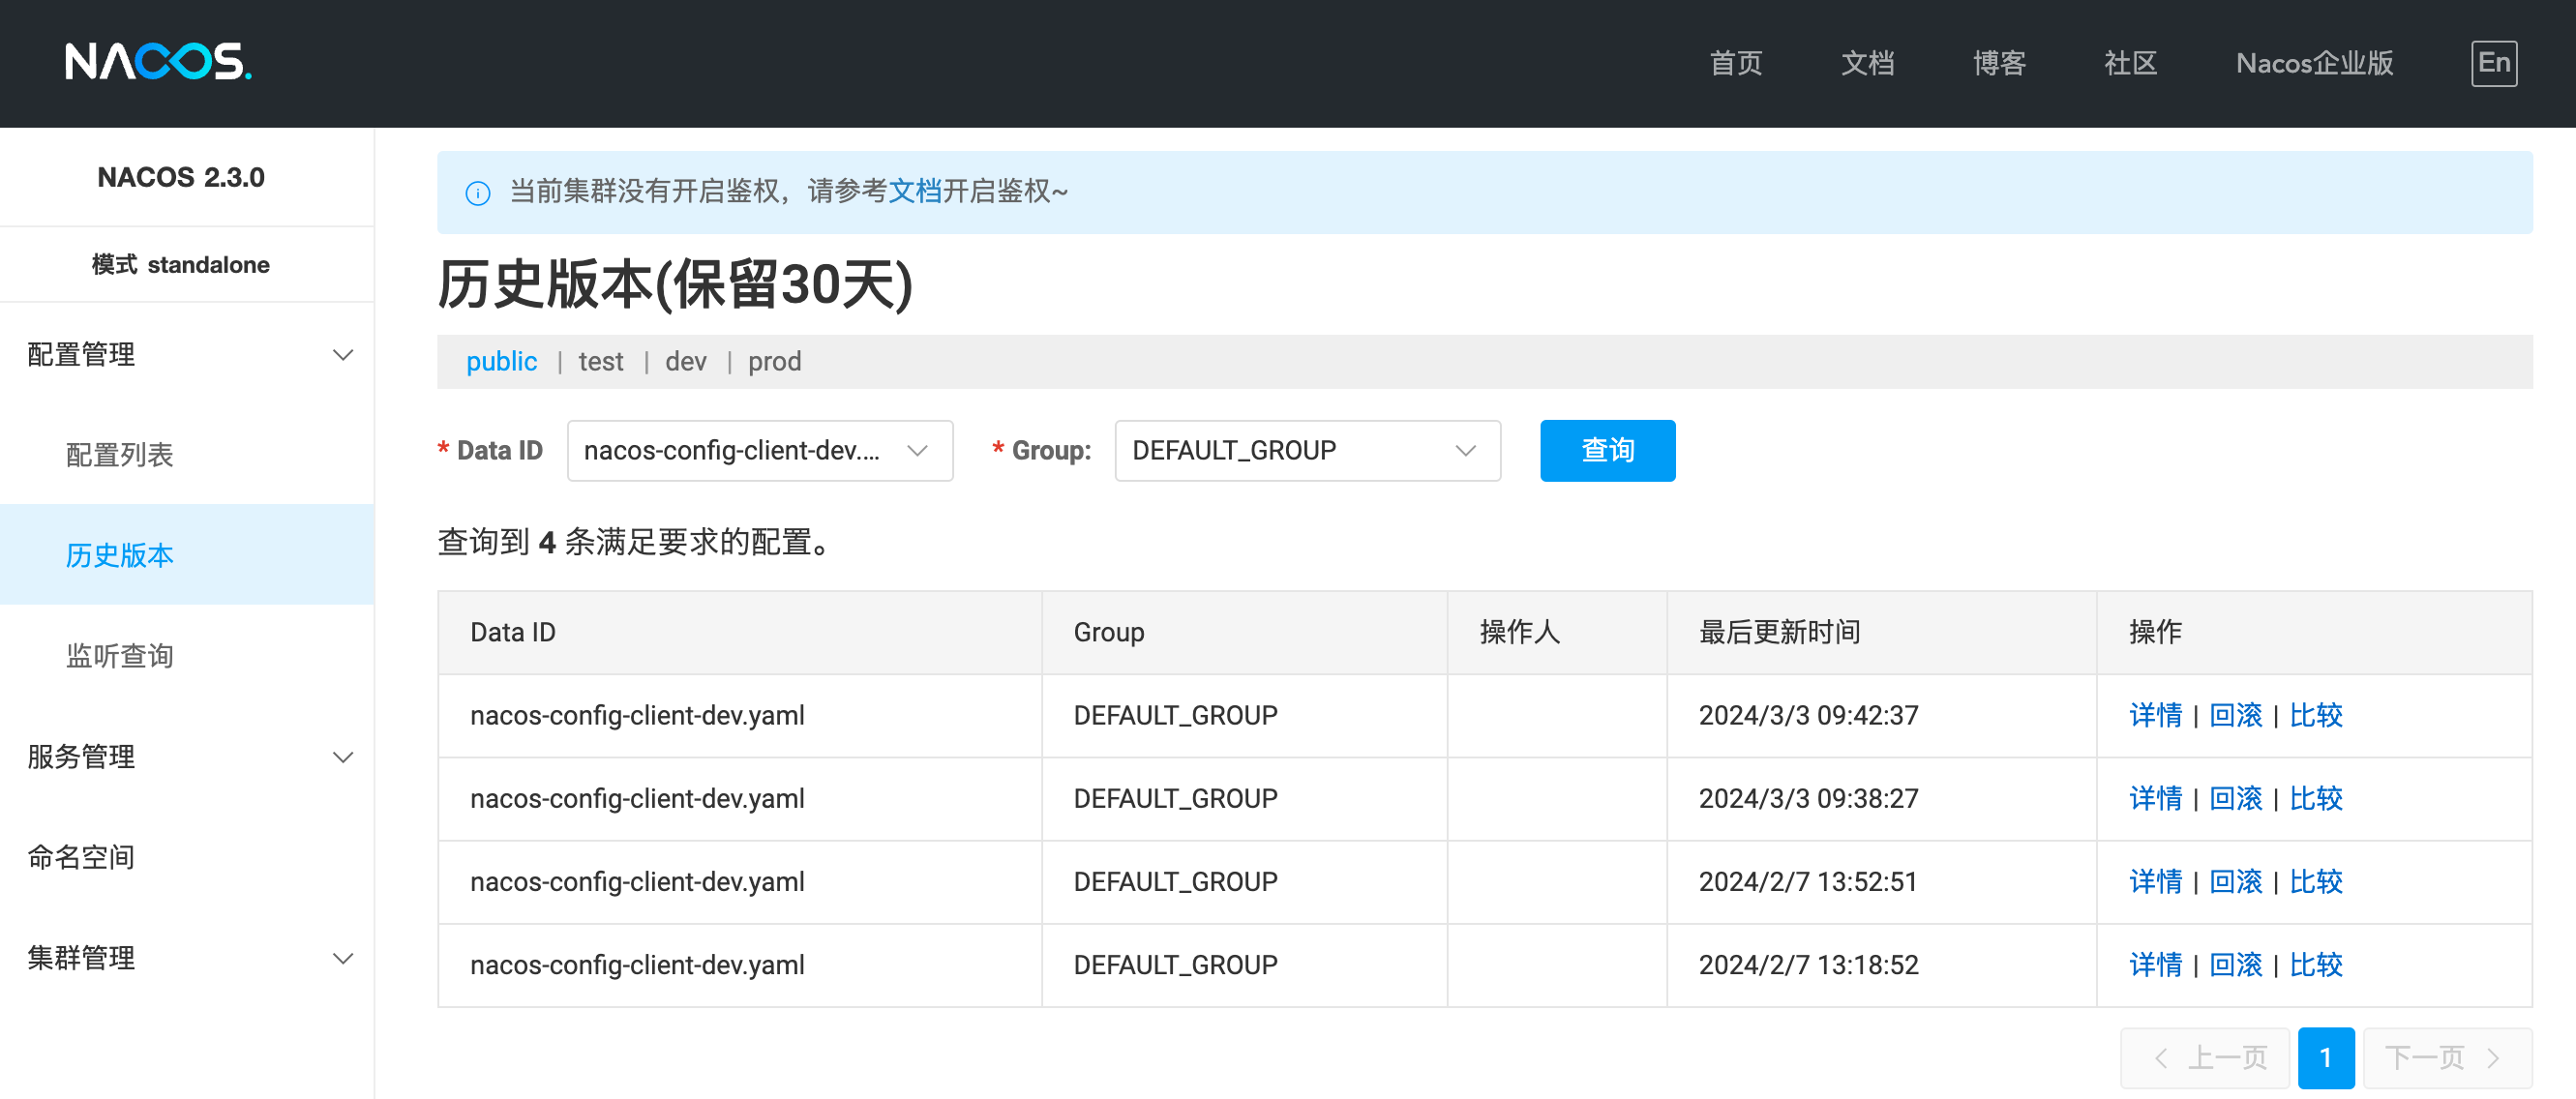 NACOS.
首页 文档 博客 社区 Nacos企业版 En
NACOS 2.3.0
模式 standalone
配置管理
配置列表
历史版本
监听查询
服务管理
命名空间
集群管理
当前集群没有开启鉴权，请参考文档开启鉴权~
历史版本(保留30天)
public | test | dev | prod
* Data ID nacos-config-client-dev.... * Group: DEFAULT_GROUP 查询
查询到 4 条满足要求的配置。
Data ID Group 操作人 最后更新时间 操作
nacos-config-client-dev.yaml DEFAULT_GROUP 2024/3/3 09:42:37 详情 | 回滚 | 比较
nacos-config-client-dev.yaml DEFAULT_GROUP 2024/3/3 09:38:27 详情 | 回滚 | 比较
nacos-config-client-dev.yaml DEFAULT_GROUP 2024/2/7 13:52:51 详情 | 回滚 | 比较
nacos-config-client-dev.yaml DEFAULT_GROUP 2024/2/7 13:18:52 详情 | 回滚 | 比较
上一页 1 下一页